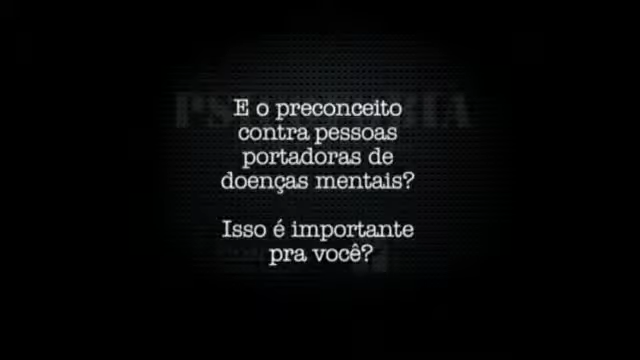 E o preconceito
contra pessoas
portadoras de
doenças mentais?
Isso é importante
pra você?